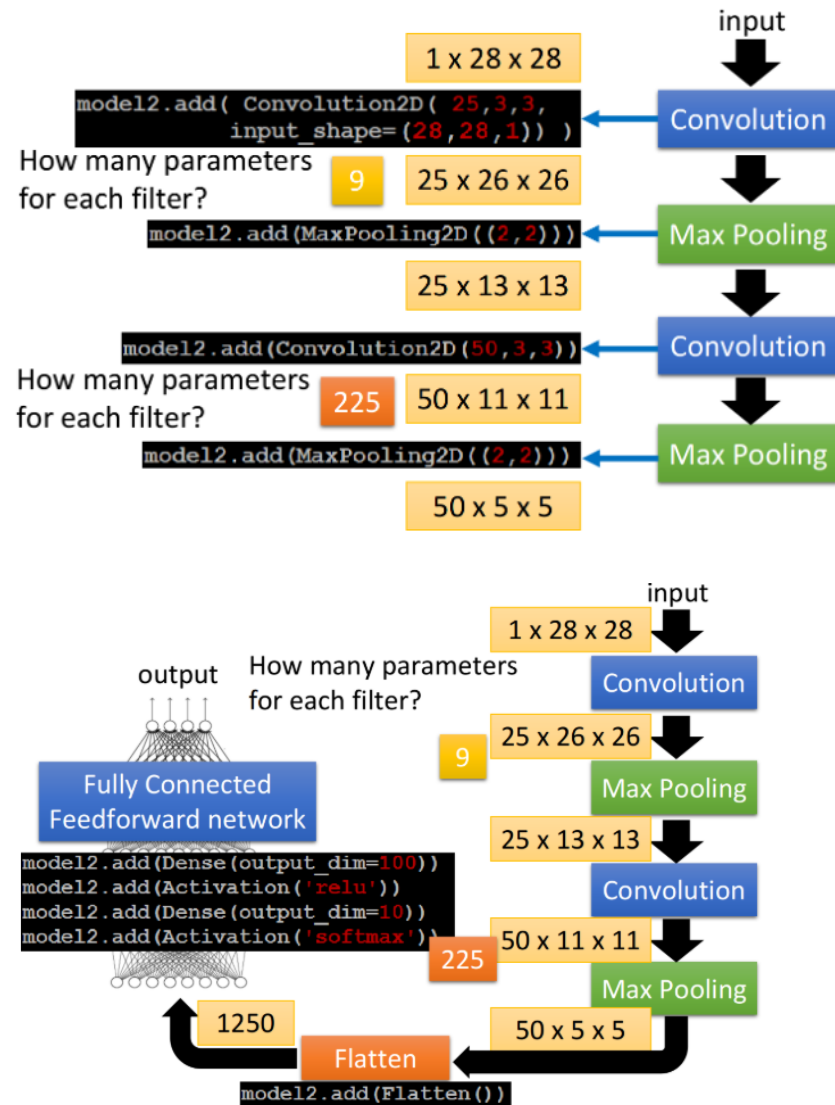 input
1 x 28 x 28
model2.add( Convolution2D( 25,3,3,
input_shape=(28,28,1)) )
Convolution
How many parameters
for each filter?
9
25 x 26 x 26
model2.add(MaxPooling2D((2,2)))
Max Pooling
25 x 13 x 13
model2.add(Convolution2D(50,3,3))
Convolution
How many parameters
for each filter?
225
50 x 11 x 11
model2.add(MaxPooling2D((2,2)))
Max Pooling
50 x 5 x 5
input
1 x 28 x 28
output
How many parameters
for each filter?
Convolution
9
25 x 26 x 26
Max Pooling
Fully Connected
Feedforward network
25 x 13 x 13
model2.add(Dense(output_dim=100))
model2.add(Activation('relu'))
model2.add(Dense(output_dim=10))
model2.add(Activation('softmax'))
Convolution
225
50 x 11 x 11
Max Pooling
1250
50 x 5 x 5
Flatten
model2.add(Flatten())